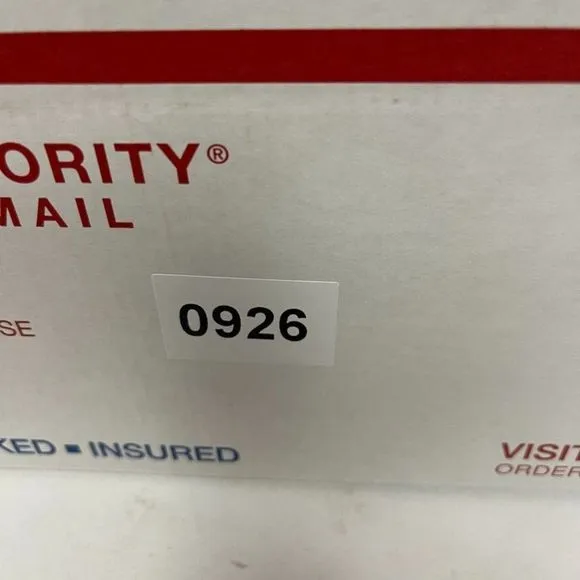 ORITY®
MAIL
0926
SE
KED ▪ INSURED
VISIT
ORDER